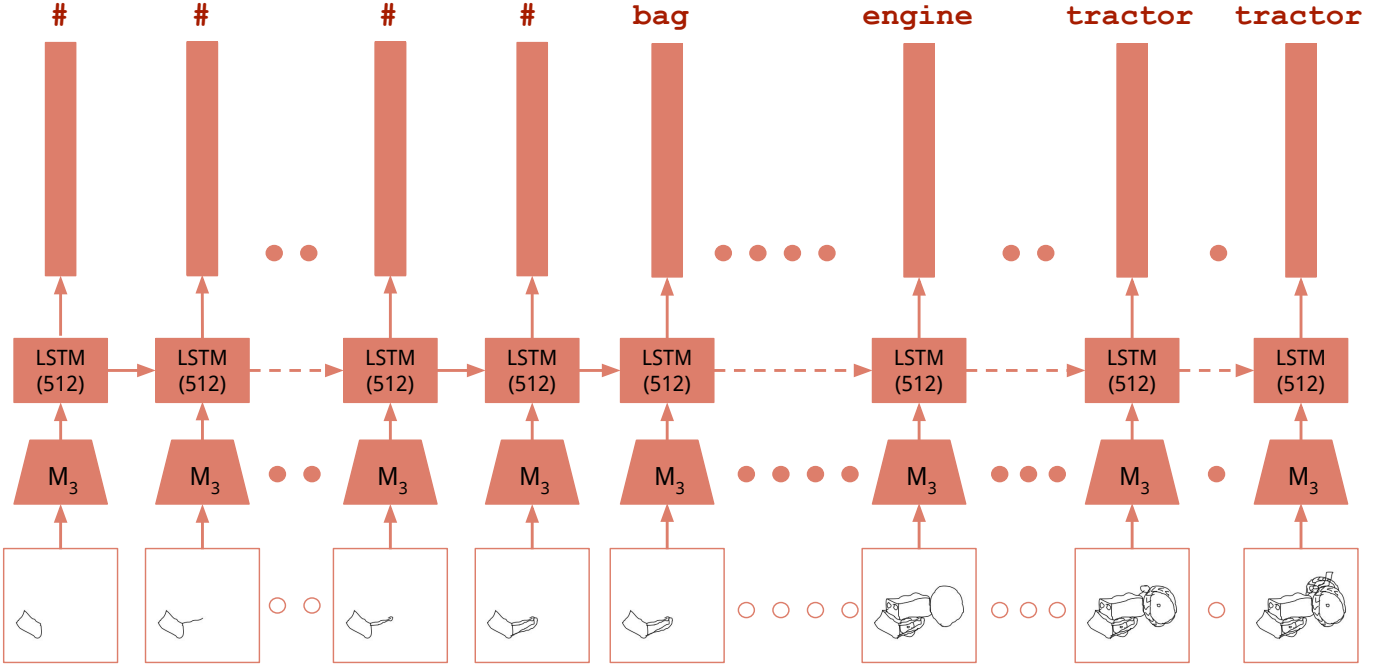 # # # # bag engine tractor tractor
LSTM LSTM LSTM LSTM LSTM LSTM LSTM LSTM
(512) (512) (512) (512) (512) (512) (512) (512)
M3 M3 M3 M3 M3 M3 M3 M3